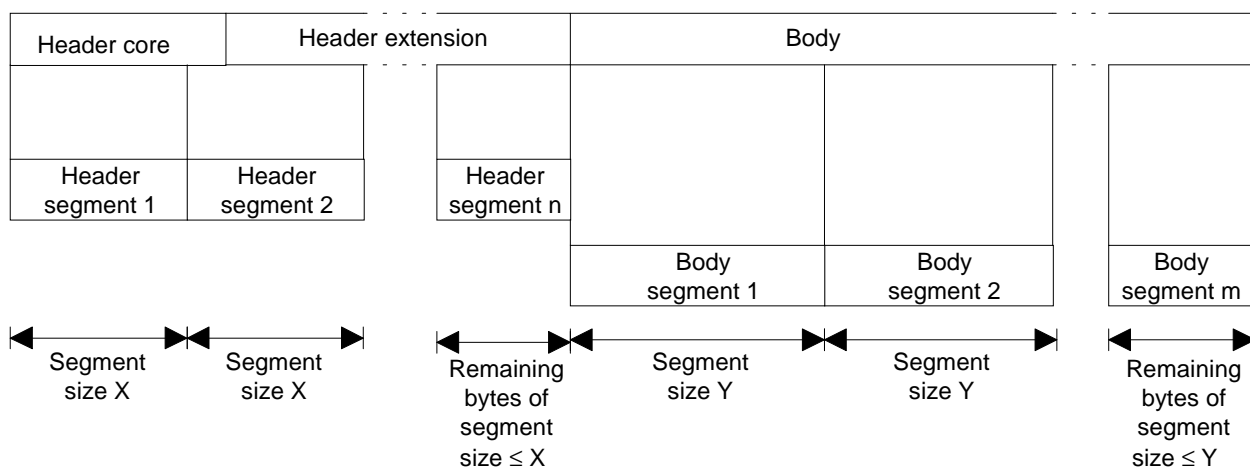 Header core
Header extension
Body
Header
segment 1
Header
segment 2
Header
segment n
Body
segment 1
Body
segment 2
Body
segment m
Segment
size X
Segment
size X
Remaining
bytes of
segment
size ≤ X
Segment
size Y
Segment
size Y
Remaining
bytes of
segment
size ≤ Y